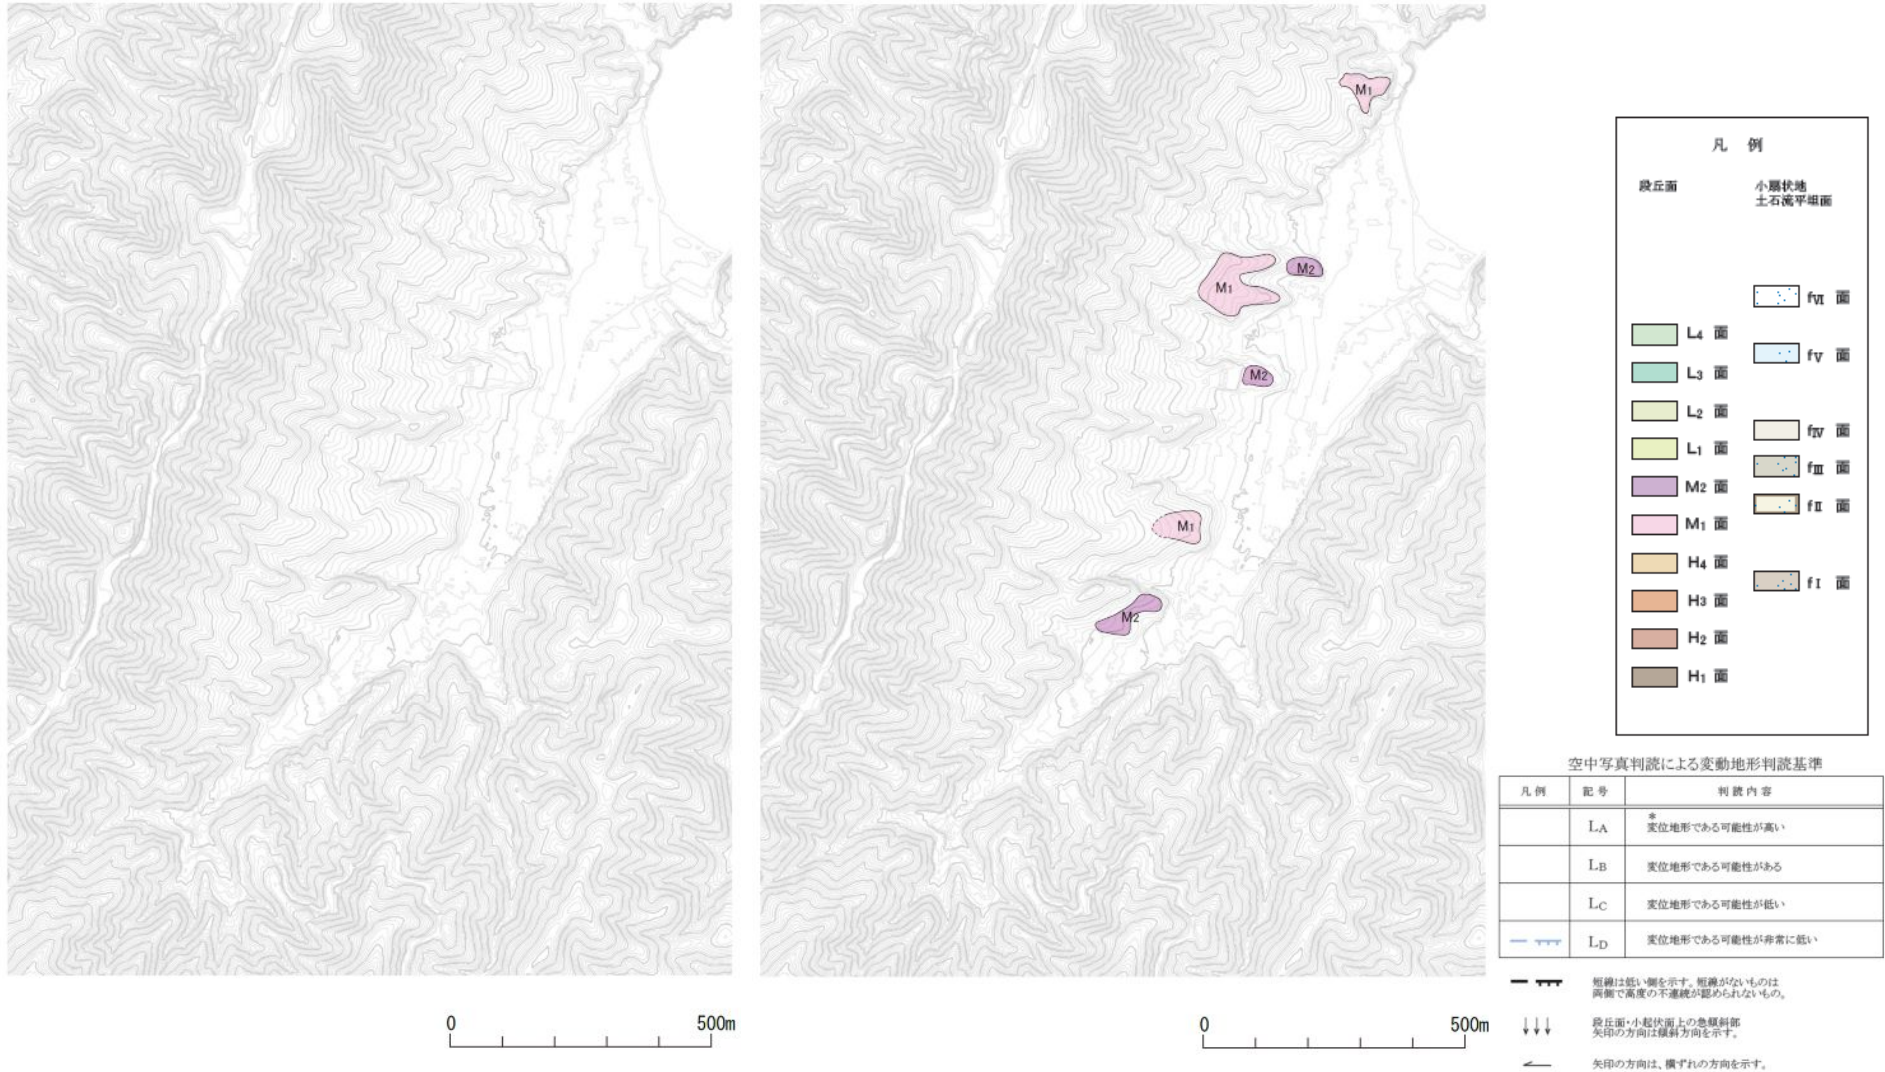 M1
M1
M2
M2
M1
M2
0 500m
0 500m
凡 例
段丘面
小扇状地
土石流平坦面
L4 面
L3 面
L2 面
L1 面
M2 面
M1 面
H4 面
H3 面
H2 面
H1 面
fⅥ 面
fⅤ 面
fⅣ 面
fⅢ 面
fⅡ 面
fⅠ 面
空中写真判読による変動地形判読基準
凡例 記号 判読内容
LA *変位地形である可能性が高い
LB 変位地形である可能性がある
LC 変位地形である可能性が低い
LD 変位地形である可能性が非常に低い
短線は低い側を示す。短線がないものは
両側で高度の不連続が認められないもの。
段丘面・小起伏面上の急傾斜部
矢印の方向は傾斜方向を示す。
矢印の方向は、横ずれの方向を示す。